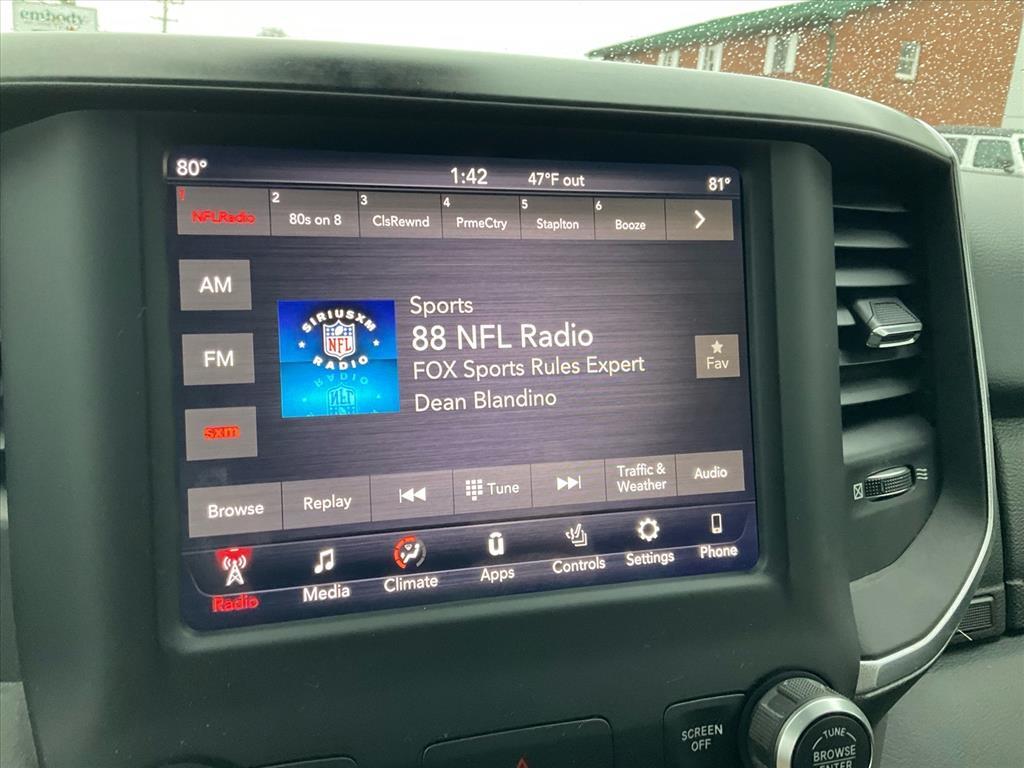 embody
80°
1:42
47°F out
81°
1
NFLRadio
2
80s on 8
3
ClsRewnd
4
PrmeCtry
5
Staplton
6
Booze
AM
SIRIUSXM
NFL
RADIO
Sports
88 NFL Radio
FOX Sports Rules Expert
Dean Blandino
Fav
FM
sxm
Browse
Replay
Tune
Traffic &
Weather
Audio
Radio
Media
Climate
Apps
Controls
Settings
Phone
SCREEN
OFF
TUNE
BROWSE
ENTER